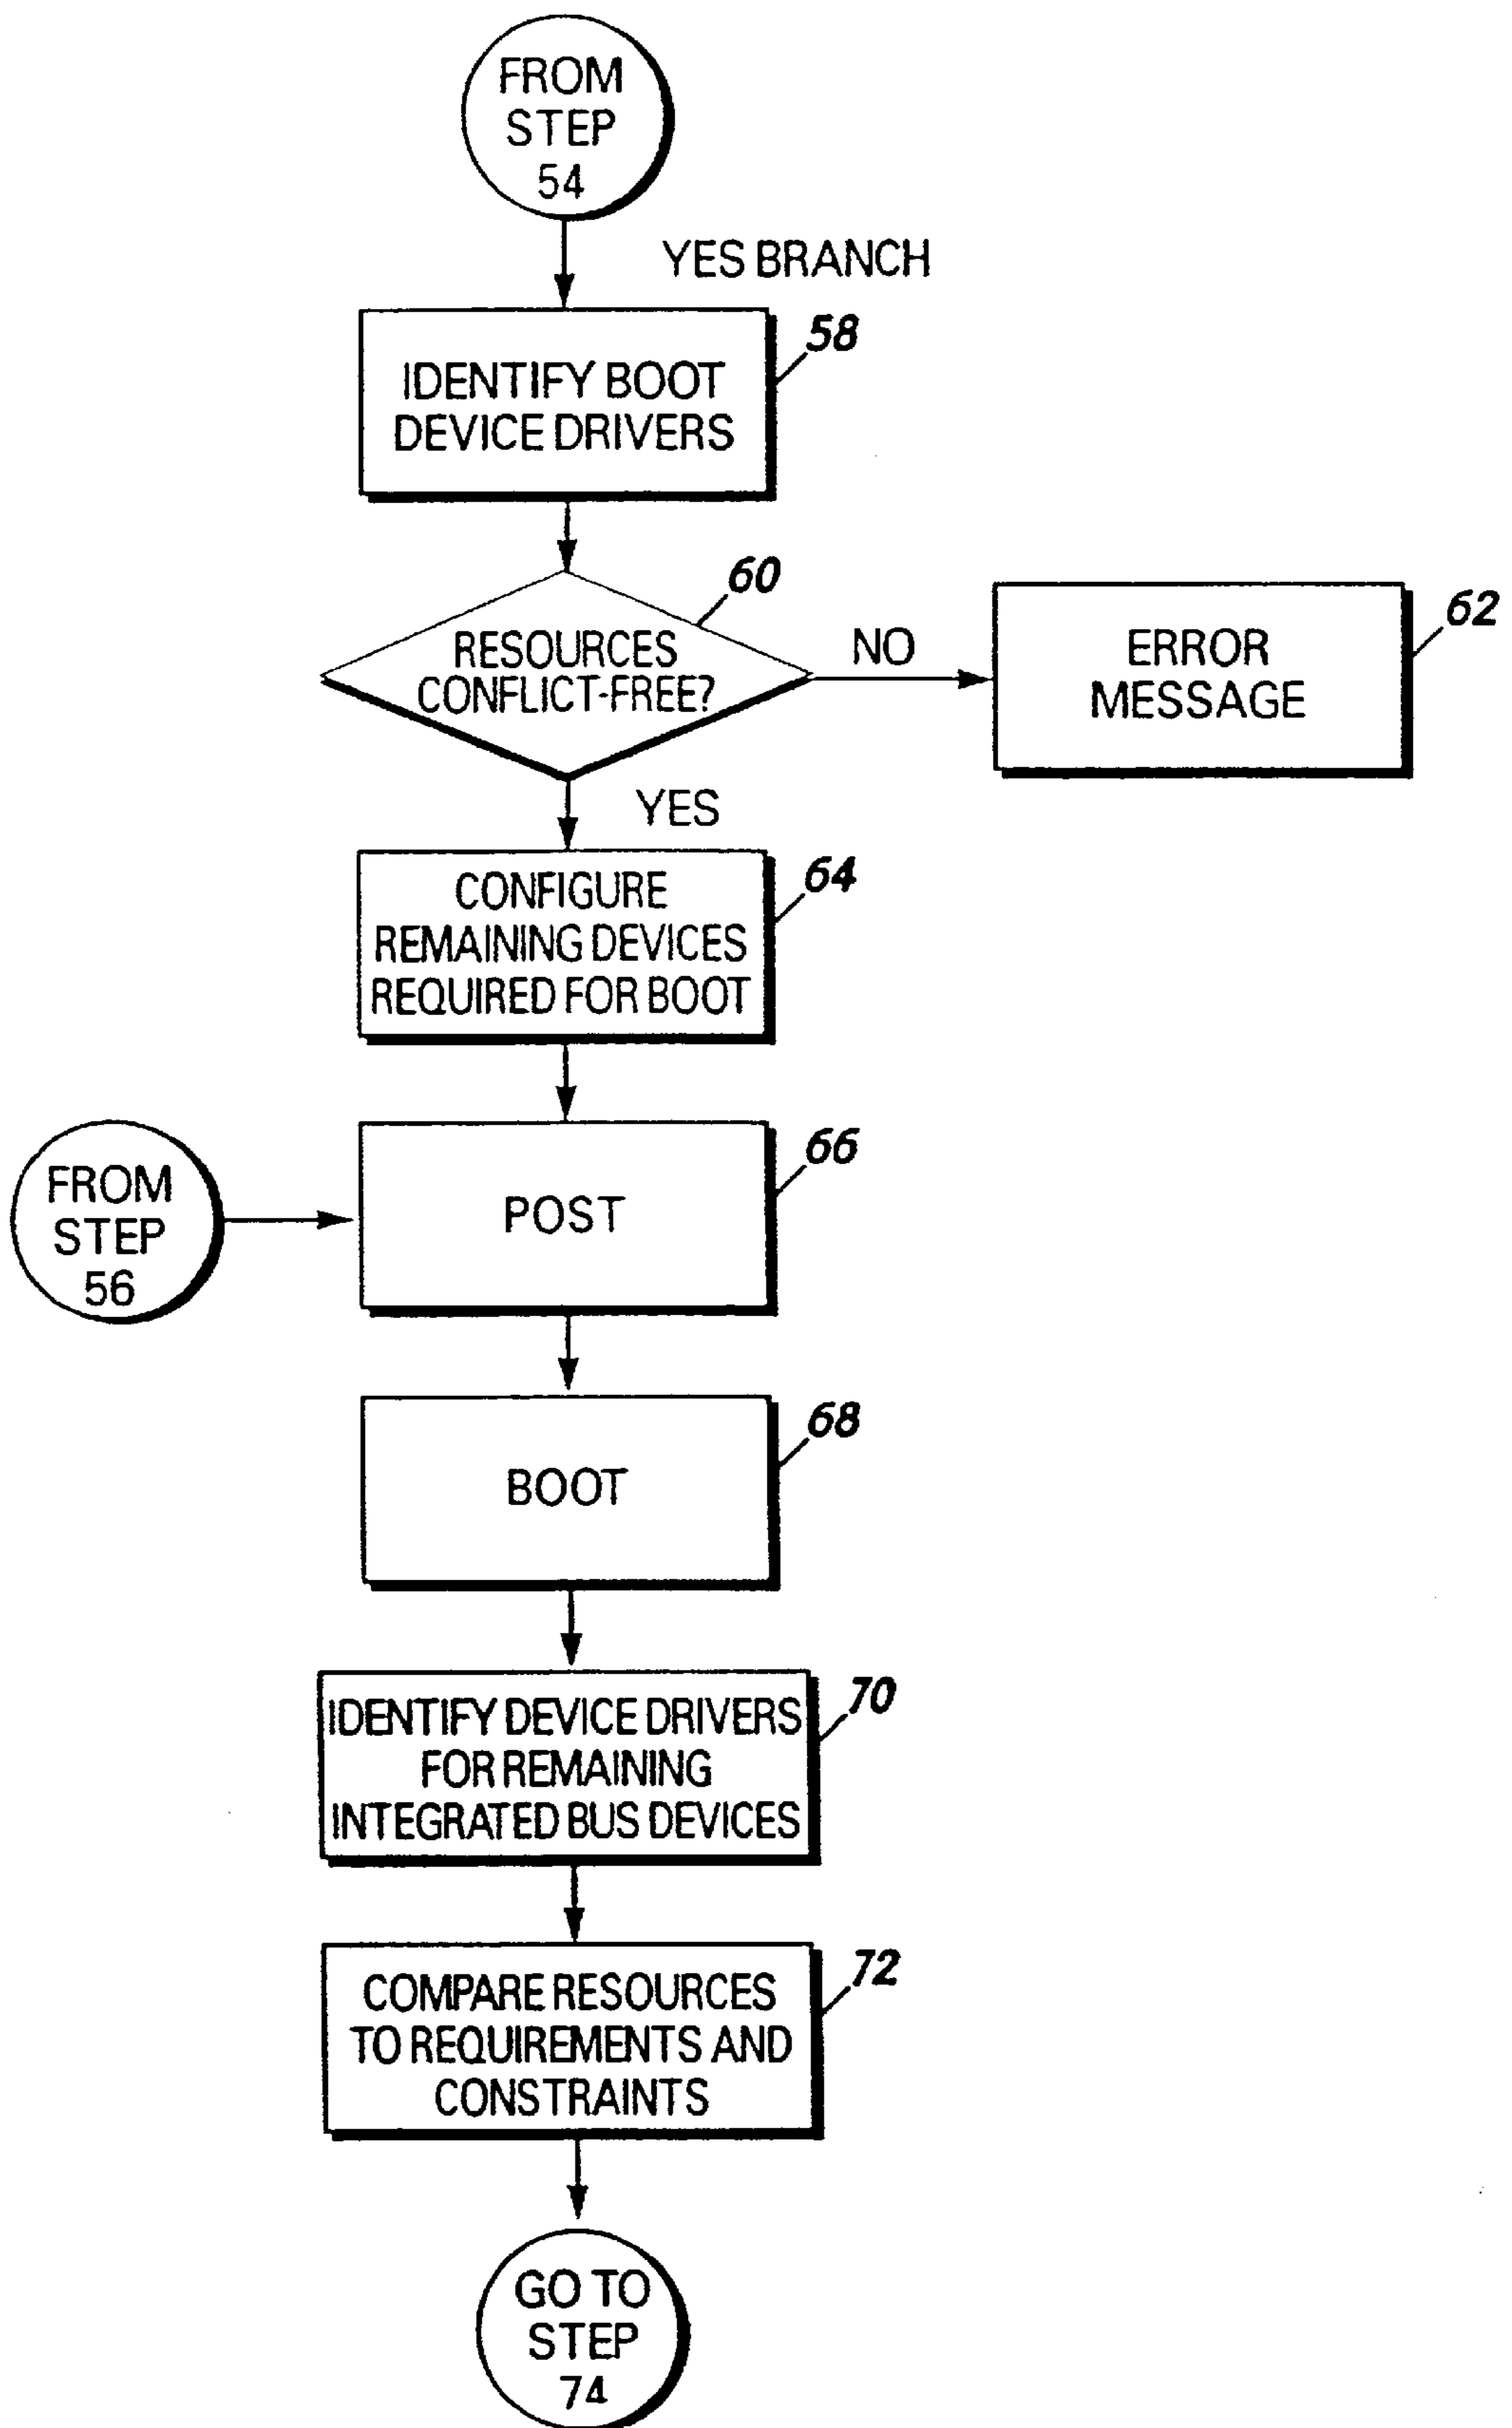 FROM
STEP
54
YES BRANCH
58
IDENTIFY BOOT
DEVICE DRIVERS
60
RESOURCES
CONFLICT-FREE?
NO
62
ERROR
MESSAGE
YES
64
CONFIGURE
REMAINING DEVICES
REQUIRED FOR BOOT
FROM
STEP
56
66
POST
68
BOOT
70
IDENTIFY DEVICE DRIVERS
FOR REMAINING
INTEGRATED BUS DEVICES
72
COMPARE RESOURCES
TO REQUIREMENTS AND
CONSTRAINTS
GO TO
STEP
74